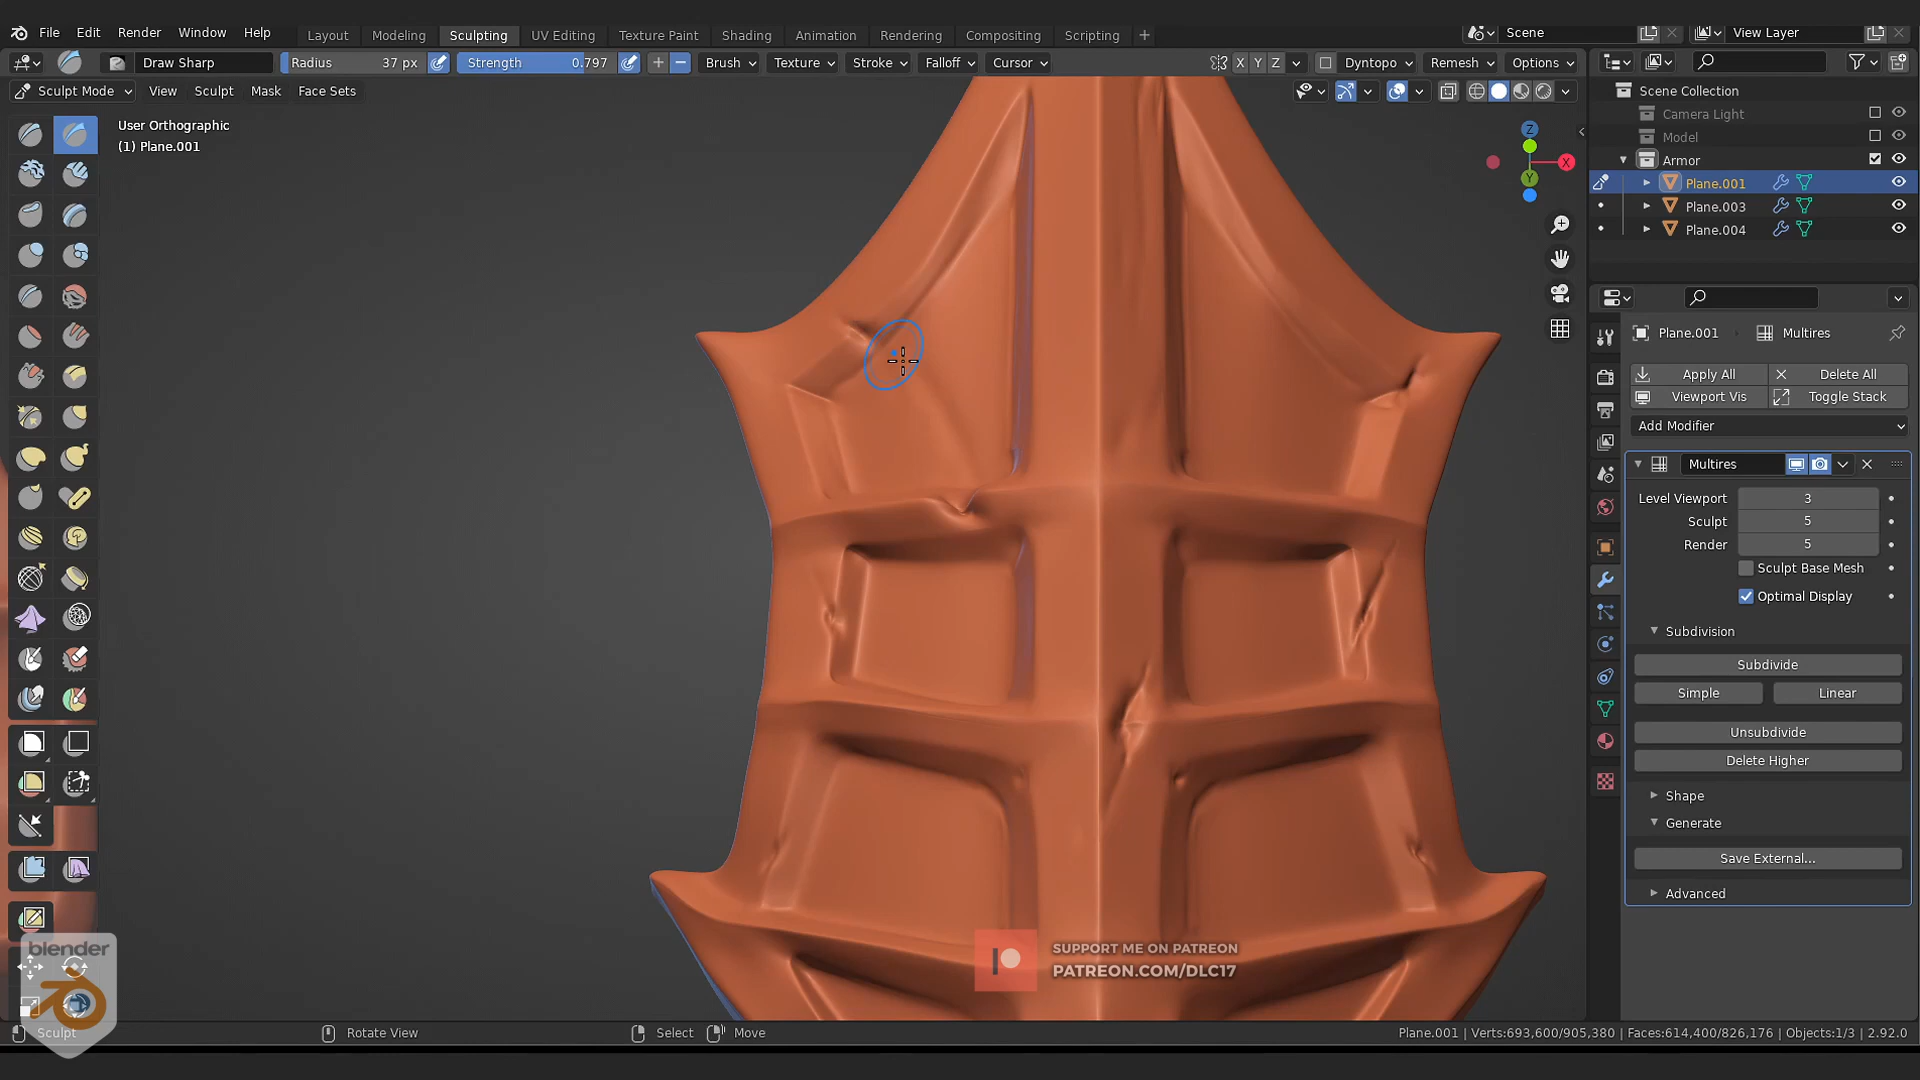 File Edit Render Window Help Layout Modeling Sculpting UV Editing Texture Paint Shading Animation Rendering Compositing Scripting + Scene View Layer
Draw Sharp Radius 37 px Strength 0.797 Brush Texture Stroke Falloff Cursor X Y Z Dyntopo Remesh Options
Sculpt Mode View Sculpt Mask Face Sets
User Orthographic
(1) Plane.001
Z
X
Y
Scene Collection
Camera Light
Model
Armor
Plane.001
Plane.003
Plane.004
Plane.001 Multires
Apply All Delete All
Viewport Vis Toggle Stack
Add Modifier
Multires
Level Viewport 3
Sculpt 5
Render 5
Sculpt Base Mesh
Optimal Display
Subdivision
Subdivide
Simple Linear
Unsubdivide
Delete Higher
Shape
Generate
Save External...
Advanced
SUPPORT ME ON PATREON
PATREON.COM/DLC17
blender
Sculpt Rotate View Select Move Plane.001 | Verts:693,600/905,380 | Faces:614,400/826,176 | Objects:1/3 | 2.92.0